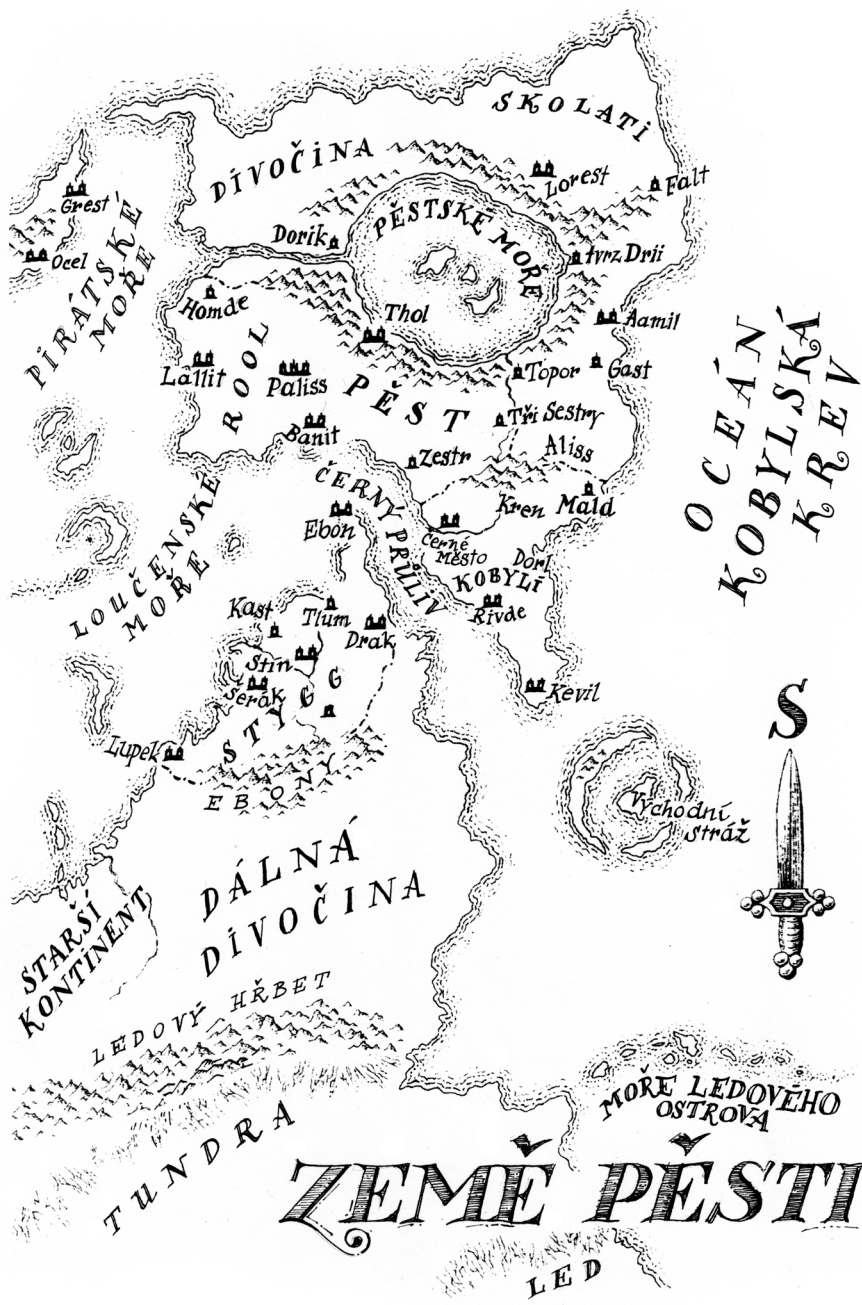 SKOLATI
DIVOČINA
Lorest
Falt
Grest
PIRÁTSKÉ
MOŘE
PĚSTSKÉ MOŘE
Dorik
tvrz Drii
Ocel
Homde
Thol
Aamil
OCEÁN
KOBYLSKÁ
KREV
Lallit
ROOL
Paliss
PĚST
Topor
Gast
Banit
Tři Sestry
Zestr
Aliss
ČERNÝ PRŮLIV
LOUČENSKÉ
MOŘE
Ebon
Kren
Mald
Černé
Město
Dorl
KOBYLÍ
Rivde
Kast
Tlum
Drak
Stín
Šerák
STYGG
Kevil
S
Lupek
EBONY
Východní
stráž
DÁLNÁ
DIVOČINA
STARŠÍ
KONTINENT
LEDOVÝ HŘBET
MOŘE LEDOVÉHO
OSTROVA
TUNDRA
ZEMĚ PĚSTI
LED